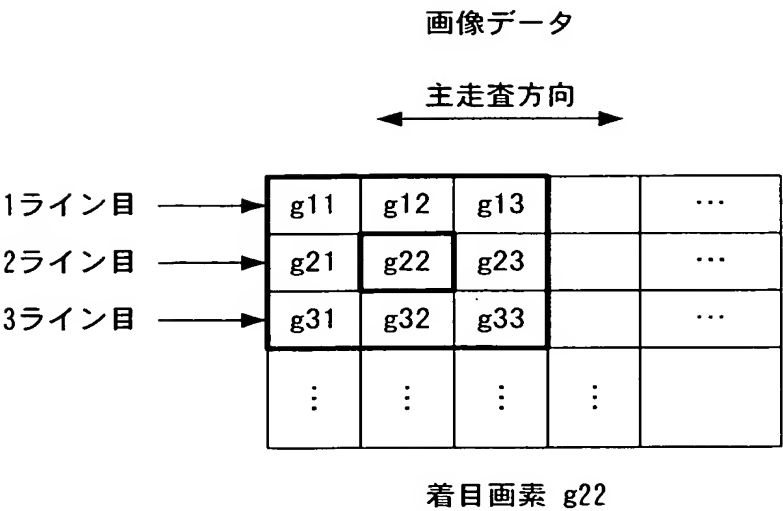 画像データ
主走査方向
1ライン目 g11 g12 g13 …
2ライン目 g21 g22 g23 …
3ライン目 g31 g32 g33 …
⋮ ⋮ ⋮ ⋮
着目画素 g22